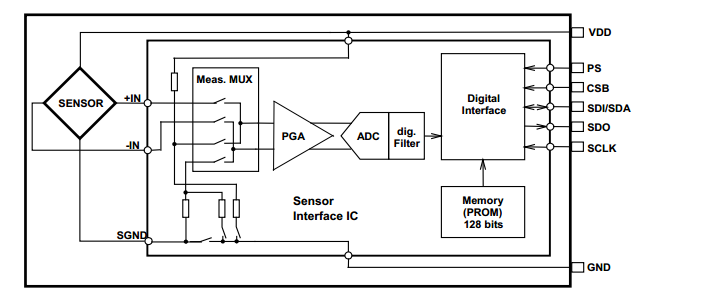 VDD
PS
CSB
SDI/SDA
SDO
SCLK
GND
SENSOR
+IN
-IN
SGND
Meas. MUX
PGA
ADC
dig.
Filter
Digital
Interface
Memory
(PROM)
128 bits
Sensor
Interface IC